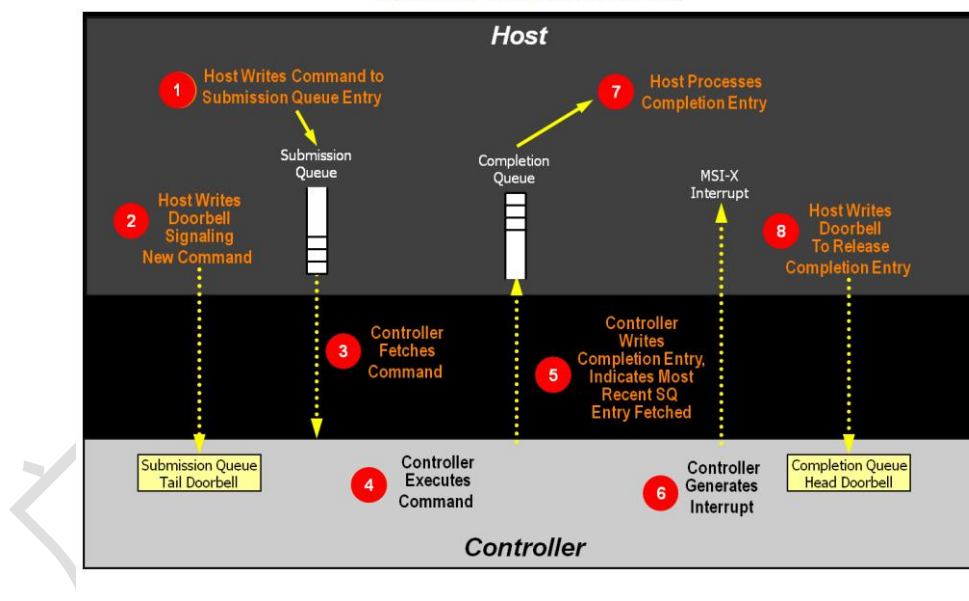 Host
1
Host Writes Command to
Submission Queue Entry
7
Host Processes
Completion Entry
Submission
Queue
Completion
Queue
MSI-X
Interrupt
2
Host Writes
Doorbell
Signaling
New Command
8
Host Writes
Doorbell
To Release
Completion Entry
3
Controller
Fetches
Command
5
Controller
Writes
Completion Entry,
Indicates Most
Recent SQ
Entry Fetched
Submission Queue
Tail Doorbell
4
Controller
Executes
Command
6
Controller
Generates
Interrupt
Completion Queue
Head Doorbell
Controller